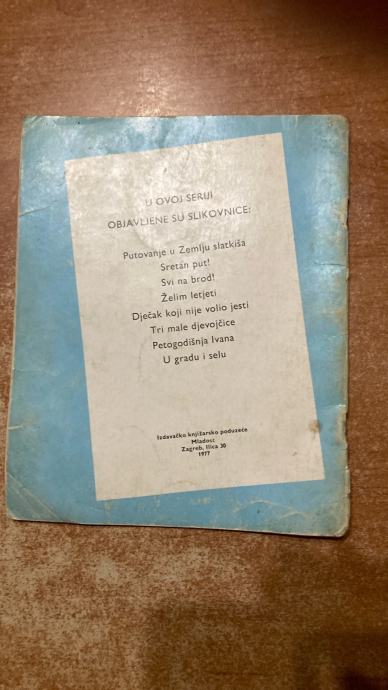 U OVOJ SERIJI
OBJAVLJENE SU SLIKOVNICE:
Putovanje u Zemlju slatkiša
Sretan put!
Svi na brod!
Želim letjeti
Dječak koji nije volio jesti
Tri male djevojčice
Petogodišnja Ivana
U gradu i selu
Izdavačko knjižarsko poduzeće
Mladost
Zagreb, Ilica 30
1977